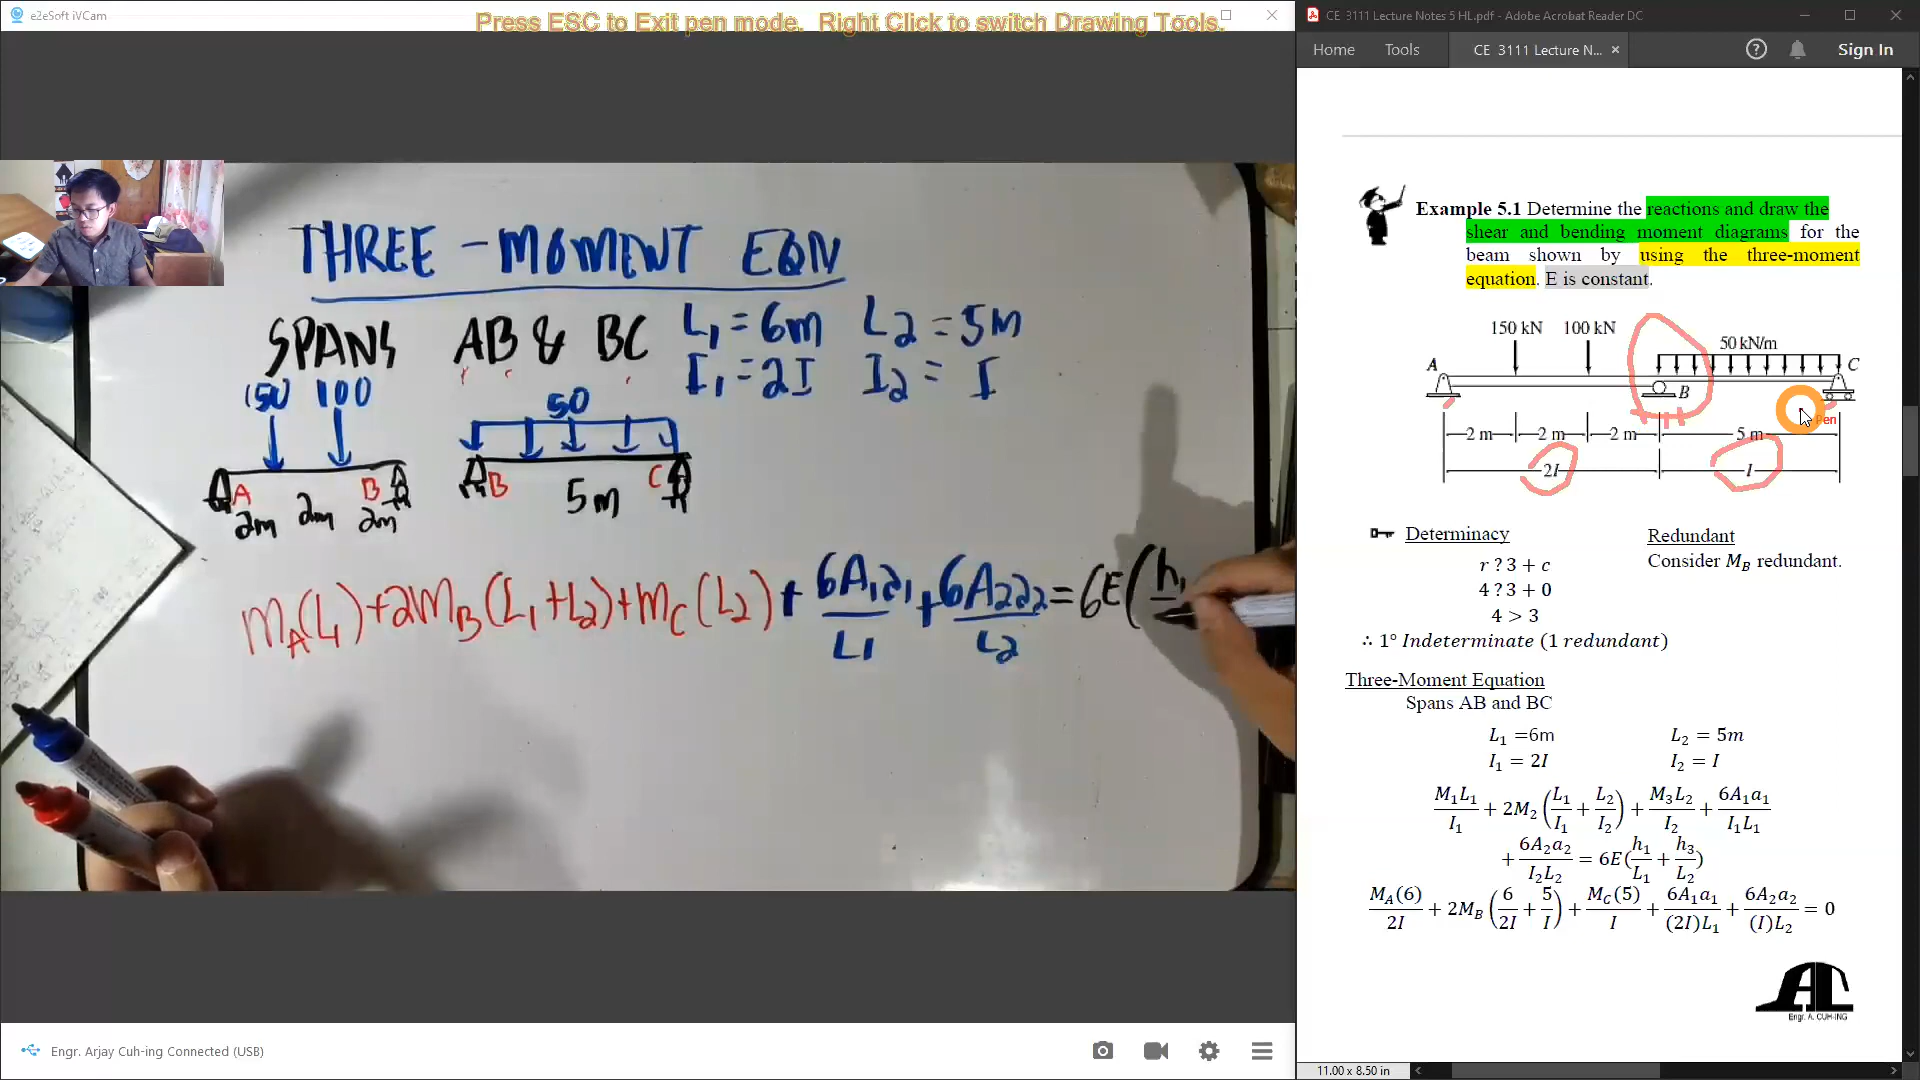 e2eSoft iVCam
Press ESC to Exit pen mode. Right Click to switch Drawing Tools.
THREE - MOMENT EQN
SPANS AB & BC L1 = 6m L2 = 5m
I1 = 2I I2 = I
150 100
50
A B
B C
2m 2m 2m
5m
MA(L1) + 2MB(L1+L2) + MC(L2) + 6A1a1/L1 + 6A2a2/L2 = 6E(h1
Engr. Arjay Cuh-ing Connected (USB)
CE 3111 Lecture Notes 5 HL.pdf - Adobe Acrobat Reader DC
Home Tools CE 3111 Lecture N... × Sign In
Example 5.1 Determine the reactions and draw the
shear and bending moment diagrams for the
beam shown by using the three-moment
equation. E is constant.
150 kN 100 kN
50 kN/m
A B C
Pen
2 m 2 m 2 m 5 m
2I I
Determinacy Redundant
r ? 3 + c Consider MB redundant.
4 ? 3 + 0
4 > 3
∴ 1° Indeterminate (1 redundant)
Three-Moment Equation
Spans AB and BC
L1 =6m L2 = 5m
I1 = 2I I2 = I
M1L1/I1 + 2M2 (L1/I1 + L2/I2) + M3L2/I2 + 6A1a1/I1L1
+ 6A2a2/I2L2 = 6E(h1/L1 + h3/L2)
MA(6)/2I + 2MB (6/2I + 5/I) + MC(5)/I + 6A1a1/(2I)L1 + 6A2a2/(I)L2 = 0
Engr. A. CUH-ING
11.00 x 8.50 in